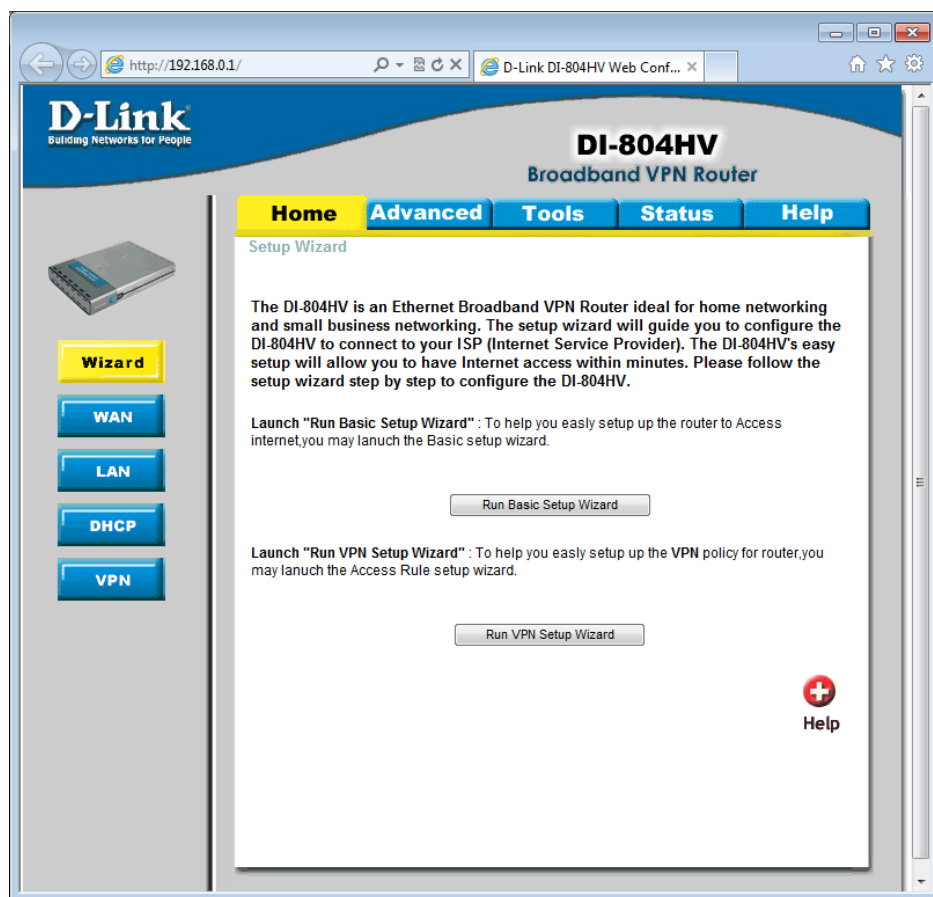 http://192.168.0.1/
D-Link DI-804HV Web Conf...
D-Link
Building Networks for People
DI-804HV
Broadband VPN Router
Home
Advanced
Tools
Status
Help
Setup Wizard
The DI-804HV is an Ethernet Broadband VPN Router ideal for home networking
and small business networking. The setup wizard will guide you to configure the
DI-804HV to connect to your ISP (Internet Service Provider). The DI-804HV's easy
setup will allow you to have Internet access within minutes. Please follow the
setup wizard step by step to configure the DI-804HV.
Wizard
WAN
LAN
DHCP
VPN
Launch "Run Basic Setup Wizard" : To help you easly setup up the router to Access
internet,you may lanuch the Basic setup wizard.
Run Basic Setup Wizard
Launch "Run VPN Setup Wizard" : To help you easly setup up the VPN policy for router,you
may lanuch the Access Rule setup wizard.
Run VPN Setup Wizard
Help